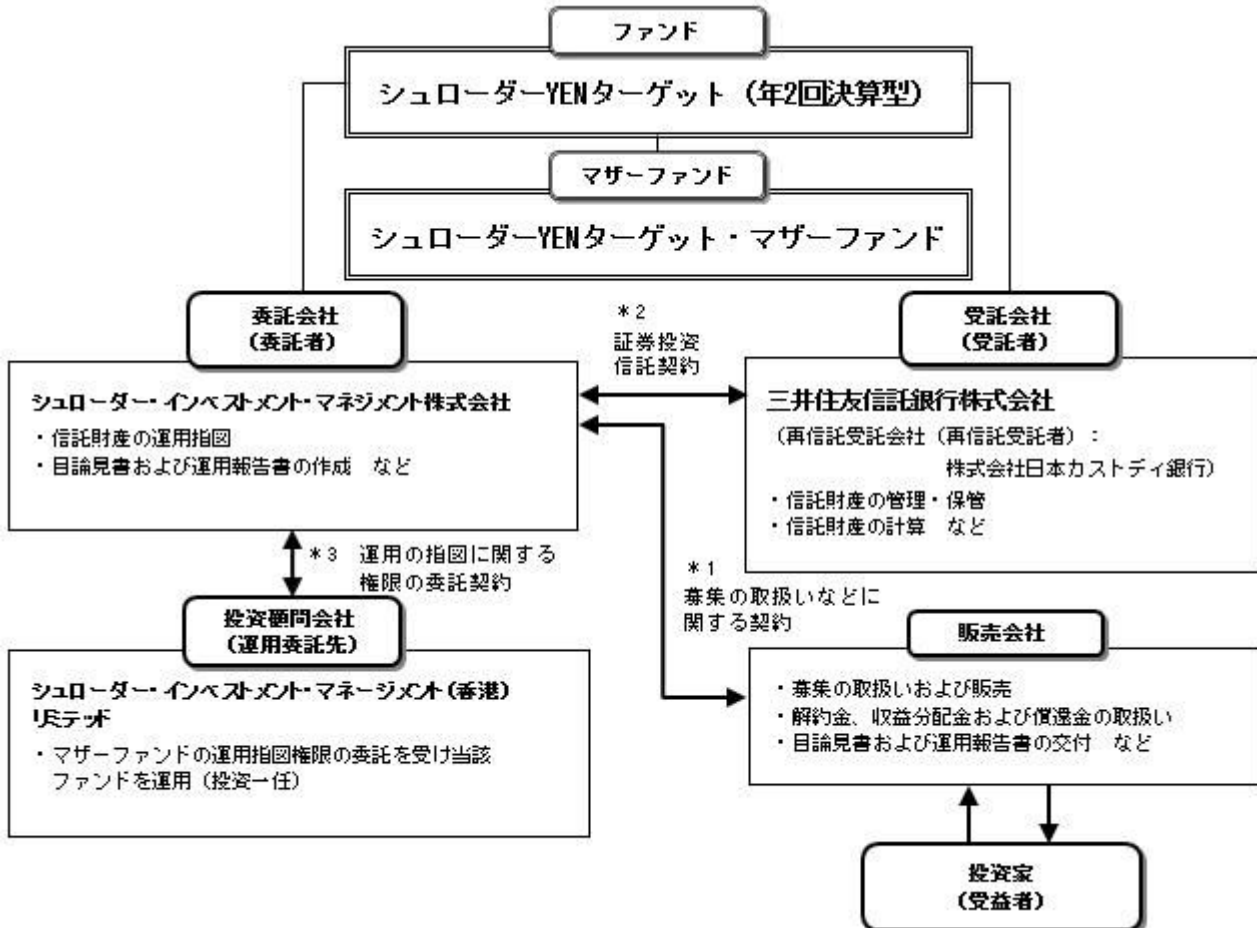 ファンド
シュローダーYENターゲット（年2回決算型）
マザーファンド
シュローダーYENターゲット・マザーファンド
委託会社
（委託者）
シュローダー・インベストメント・マネジメント株式会社
・信託財産の運用指図
・目論見書および運用報告書の作成　など
＊2
証券投資
信託契約
受託会社
（受託者）
三井住友信託銀行株式会社
（再信託受託会社（再信託受託者）：
株式会社日本カストディ銀行）
・信託財産の管理・保管
・信託財産の計算　など
＊3　運用の指図に関する
権限の委託契約
＊1
募集の取扱いなどに
関する契約
投資顧問会社
（運用委託先）
シュローダー・インベストメント・マネージメント（香港）
リミテッド
・マザーファンドの運用指図権限の委託を受け当該
ファンドを運用（投資一任）
販売会社
・募集の取扱いおよび販売
・解約金、収益分配金および償還金の取扱い
・目論見書および運用報告書の交付　など
投資家
（受益者）